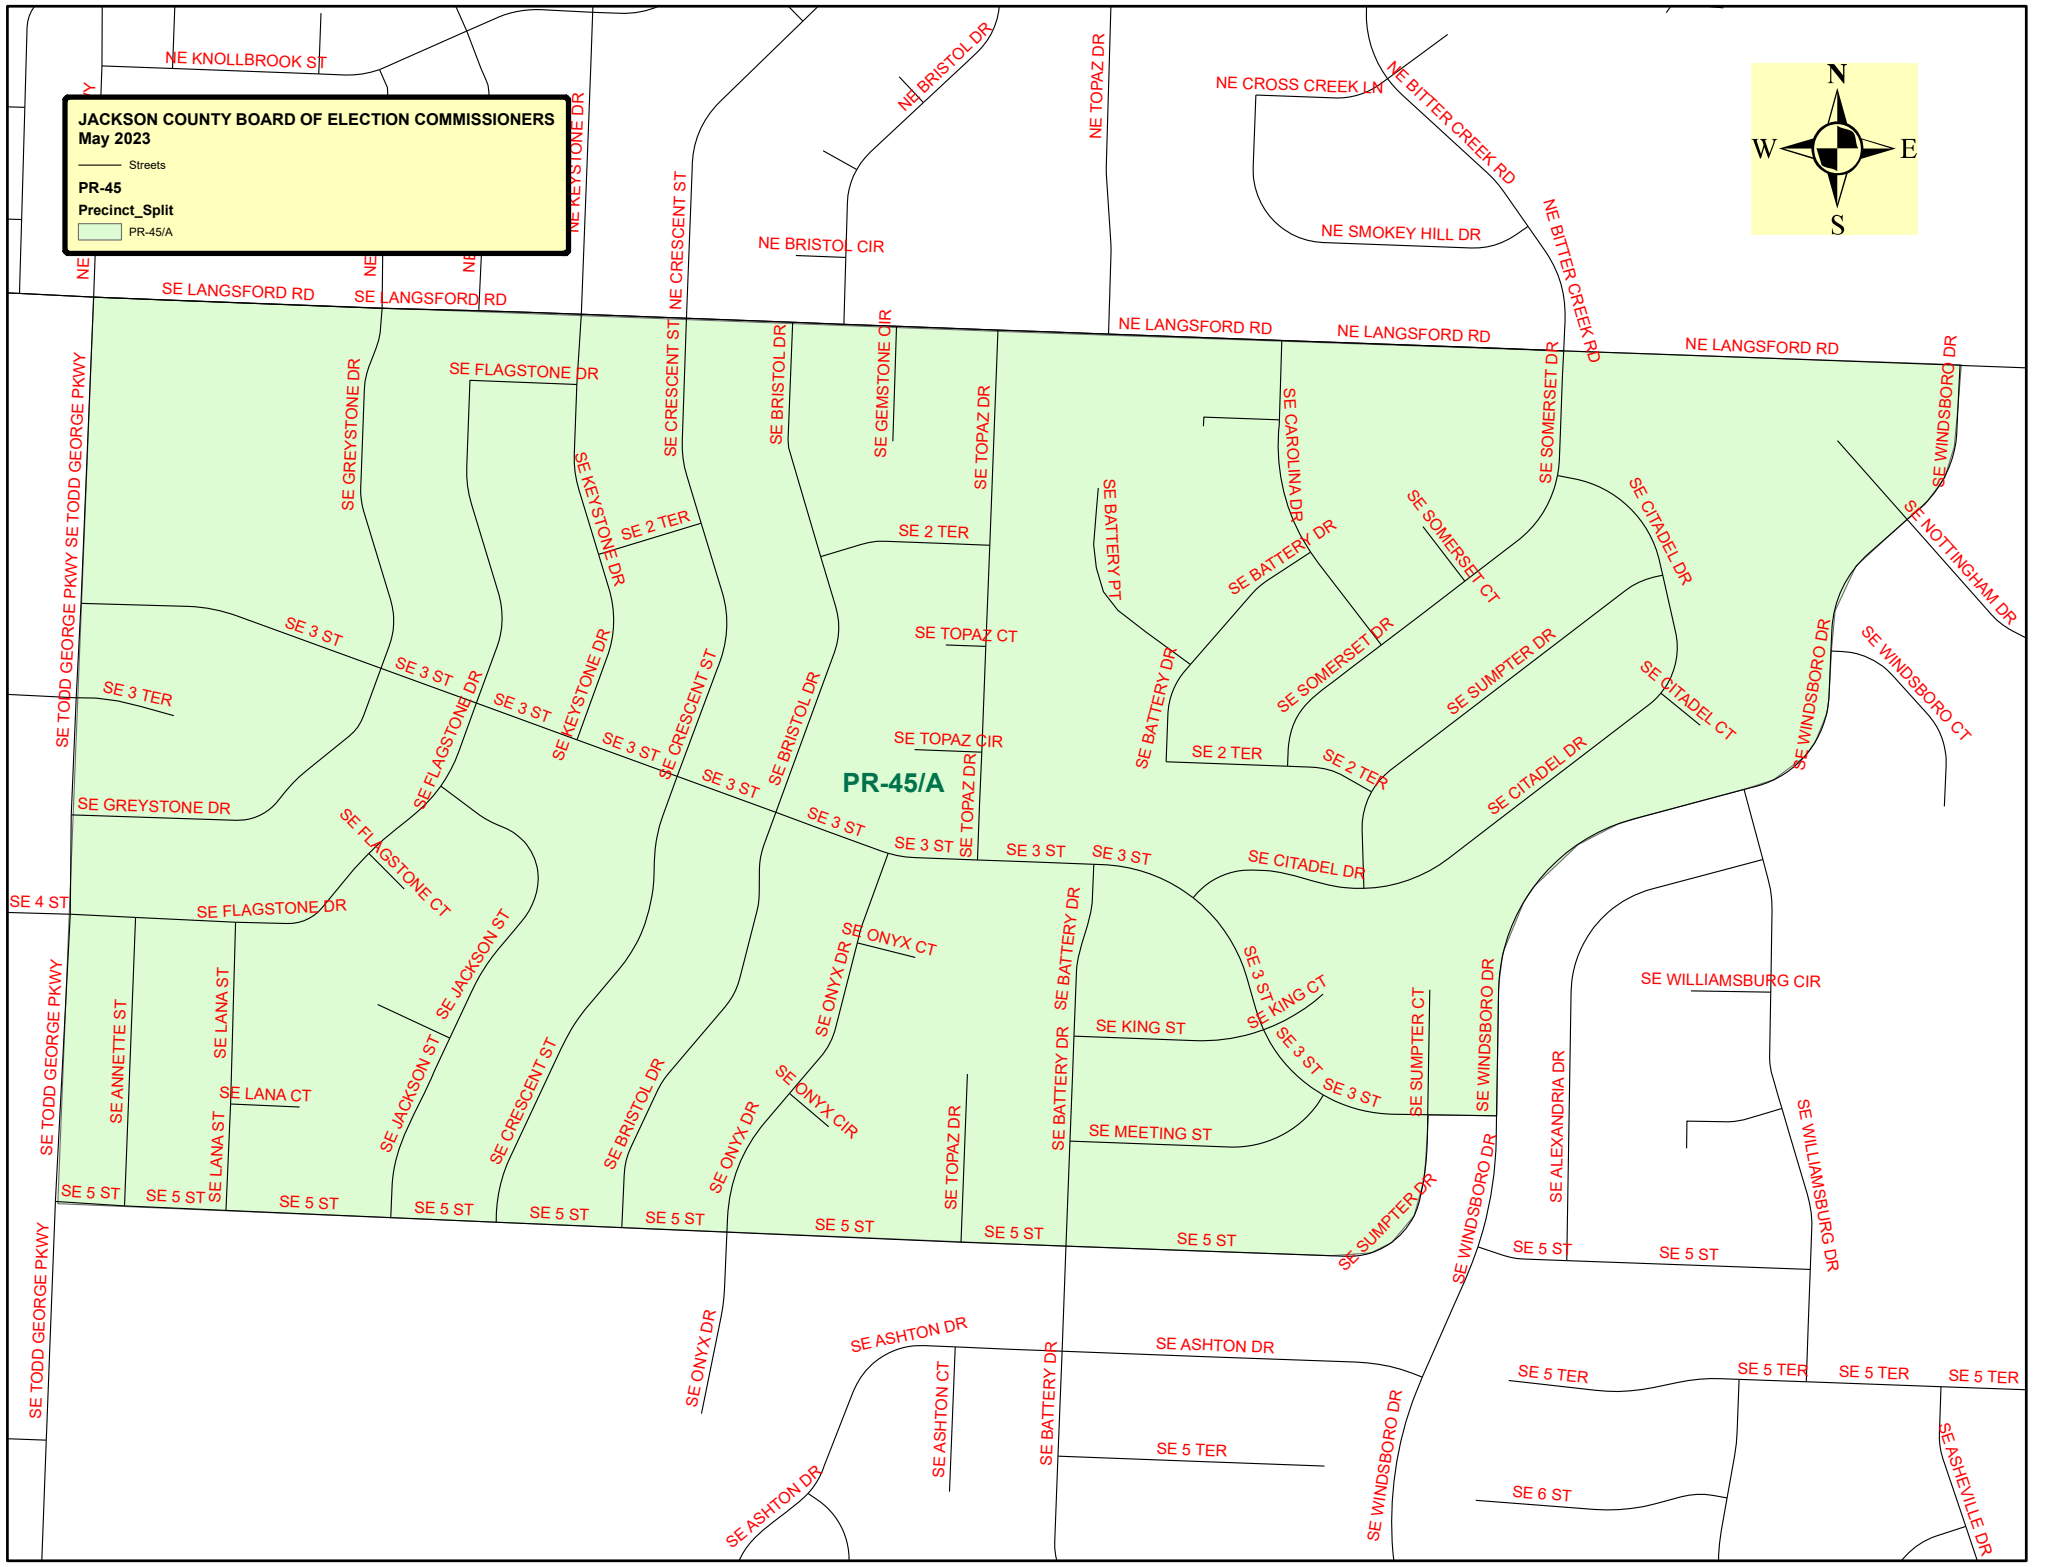 NE KNOLLBROOK ST
NE BRISTOL DR
NE TOPAZ DR
NE CROSS CREEK LN
NE BITTER CREEK RD
N
W
E
S
JACKSON COUNTY BOARD OF ELECTION COMMISSIONERS
May 2023
Streets
PR-45
Precinct_Split
PR-45/A
NE KEYSTONE DR
NE CRESCENT ST
NE BRISTOL CIR
NE SMOKEY HILL DR
NE BITTER CREEK RD
NE
NE
NE
SE LANGSFORD RD
SE LANGSFORD RD
NE LANGSFORD RD
NE LANGSFORD RD
NE LANGSFORD RD
SE TODD GEORGE PKWY
SE TODD GEORGE PKWY
SE GREYSTONE DR
SE FLAGSTONE DR
SE CRESCENT ST
SE BRISTOL DR
SE GEMSTONE CIR
SE TOPAZ DR
SE CAROLINA DR
SE SOMERSET DR
SE WINDSBORO DR
SE KEYSTONE DR
SE 2 TER
SE 2 TER
SE BATTERY PT
SE BATTERY DR
SE SOMERSET CT
SE CITADEL DR
SE NOTTINGHAM DR
SE 3 ST
SE 3 ST
SE 3 ST
SE 3 ST
SE 3 ST
SE 3 ST
SE 3 ST
SE 3 ST
SE 3 ST
SE 3 TER
SE TOPAZ CT
SE KEYSTONE DR
SE CRESCENT ST
SE BRISTOL DR
SE FLAGSTONE DR
SE BATTERY DR
SE SOMERSET DR
SE SUMPTER DR
SE CITADEL CT
SE WINDSBORO DR
SE WINDSBORO CT
SE TOPAZ CIR
SE 2 TER
SE 2 TER
SE CITADEL DR
PR-45/A
SE TOPAZ DR
SE GREYSTONE DR
SE FLAGSTONE CT
SE CITADEL DR
SE 4 ST
SE FLAGSTONE DR
SE JACKSON ST
SE ONYX CT
SE ONYX DR
SE BATTERY DR
SE 3 ST
SE KING CT
SE WINDSBORO DR
SE WILLIAMSBURG CIR
SE TODD GEORGE PKWY
SE ANNETTE ST
SE LANA ST
SE LANA CT
SE LANA ST
SE JACKSON ST
SE CRESCENT ST
SE BRISTOL DR
SE ONYX CIR
SE ONYX DR
SE TOPAZ DR
SE BATTERY DR
SE KING ST
SE 3 ST
SE 3 ST
SE SUMPTER CT
SE MEETING ST
SE ALEXANDRIA DR
SE WILLIAMSBURG DR
SE WINDSBORO DR
SE SUMPTER DR
SE 5 ST
SE 5 ST
SE 5 ST
SE 5 ST
SE 5 ST
SE 5 ST
SE 5 ST
SE 5 ST
SE 5 ST
SE 5 ST
SE 5 ST
SE TODD GEORGE PKWY
SE ONYX DR
SE ASHTON DR
SE ASHTON DR
SE ASHTON CT
SE BATTERY DR
SE ASHTON DR
SE 5 TER
SE WINDSBORO DR
SE 5 TER
SE 5 TER
SE 5 TER
SE 5 TER
SE 6 ST
SE ASHEVILLE DR